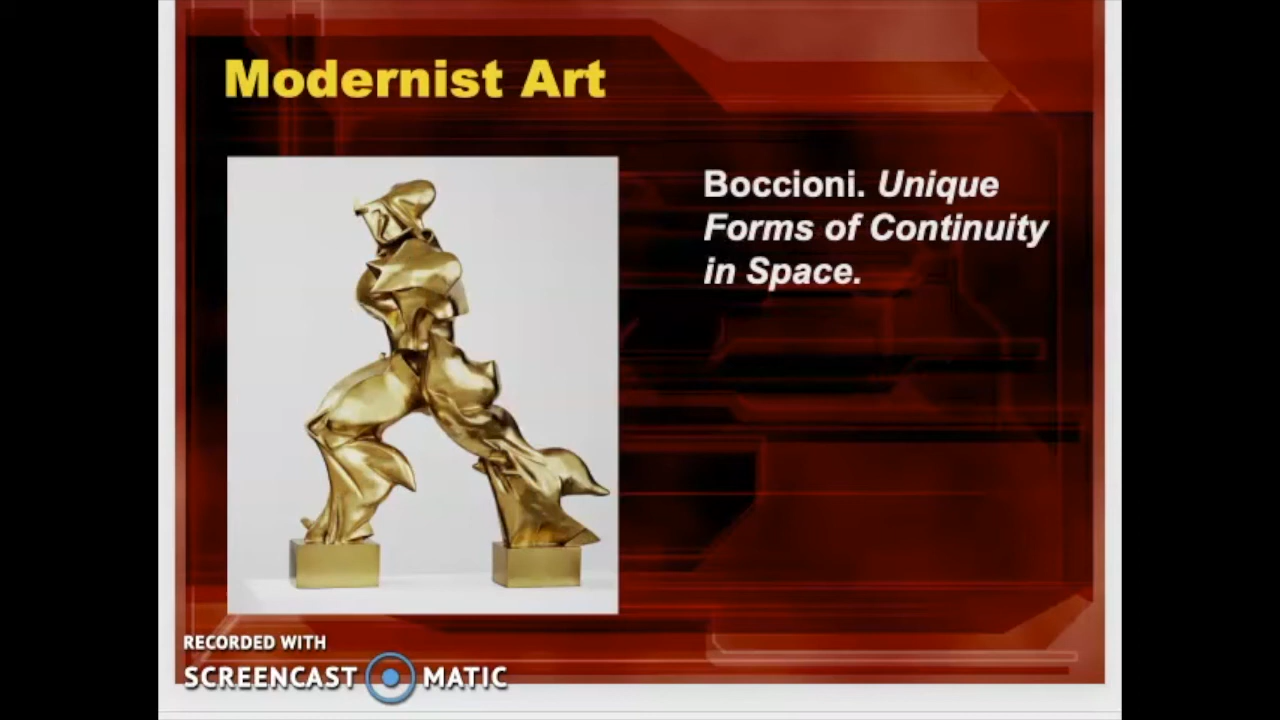 Modernist Art
Boccioni. Unique
Forms of Continuity
in Space.
RECORDED WITH
SCREENCAST MATIC